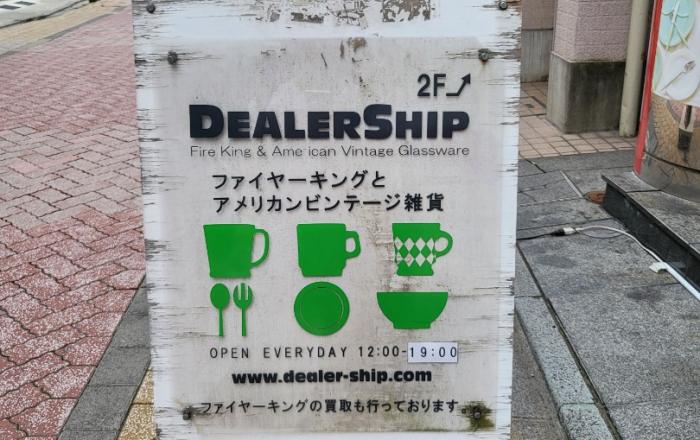 2F
DEALERSHIP
Fire King & American Vintage Glassware
ファイヤーキングと
アメリカンビンテージ雑貨
OPEN EVERYDAY 12:00-19:00
www.dealer-ship.com
ファイヤーキングの買取も行っております。